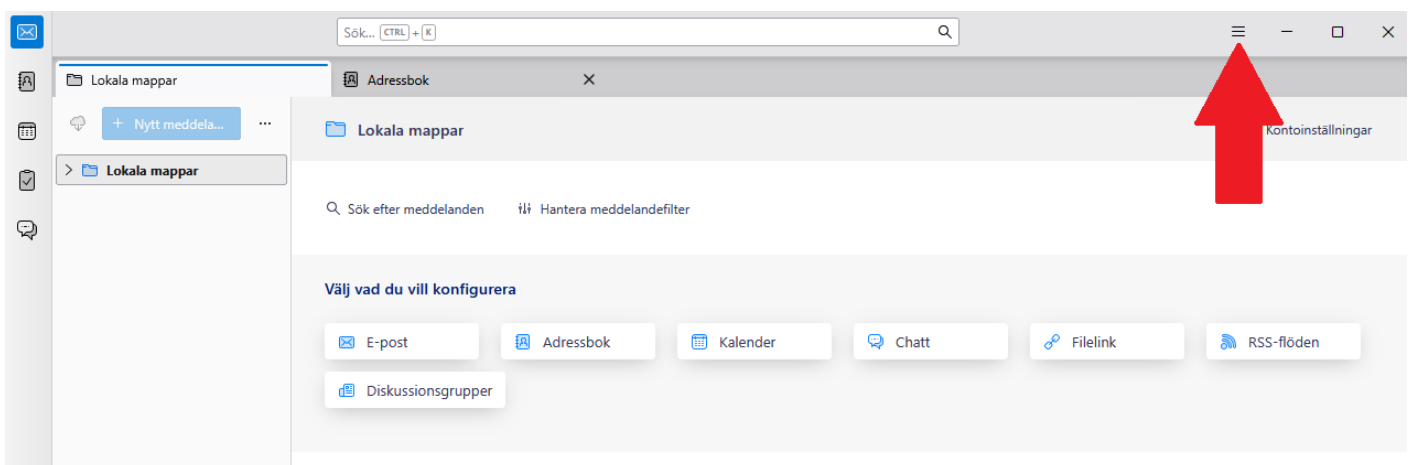 Sök... CTRL + K
Lokala mappar
Adressbok
+ Nytt meddela... ...
Lokala mappar
Kontoinställningar
Lokala mappar
Sök efter meddelanden
Hantera meddelandefilter
Välj vad du vill konfigurera
E-post
Adressbok
Kalender
Chatt
Filelink
RSS-flöden
Diskussionsgrupper